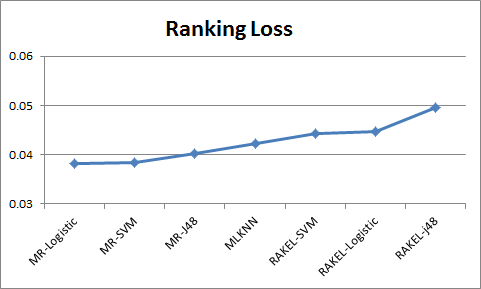 Ranking Loss
0.06
0.05
0.04
0.03
MR-Logistic
MR-SVM
MR-J48
MLKNN
RAKEL-SVM
RAKEL-Logistic
RAKEL-j48